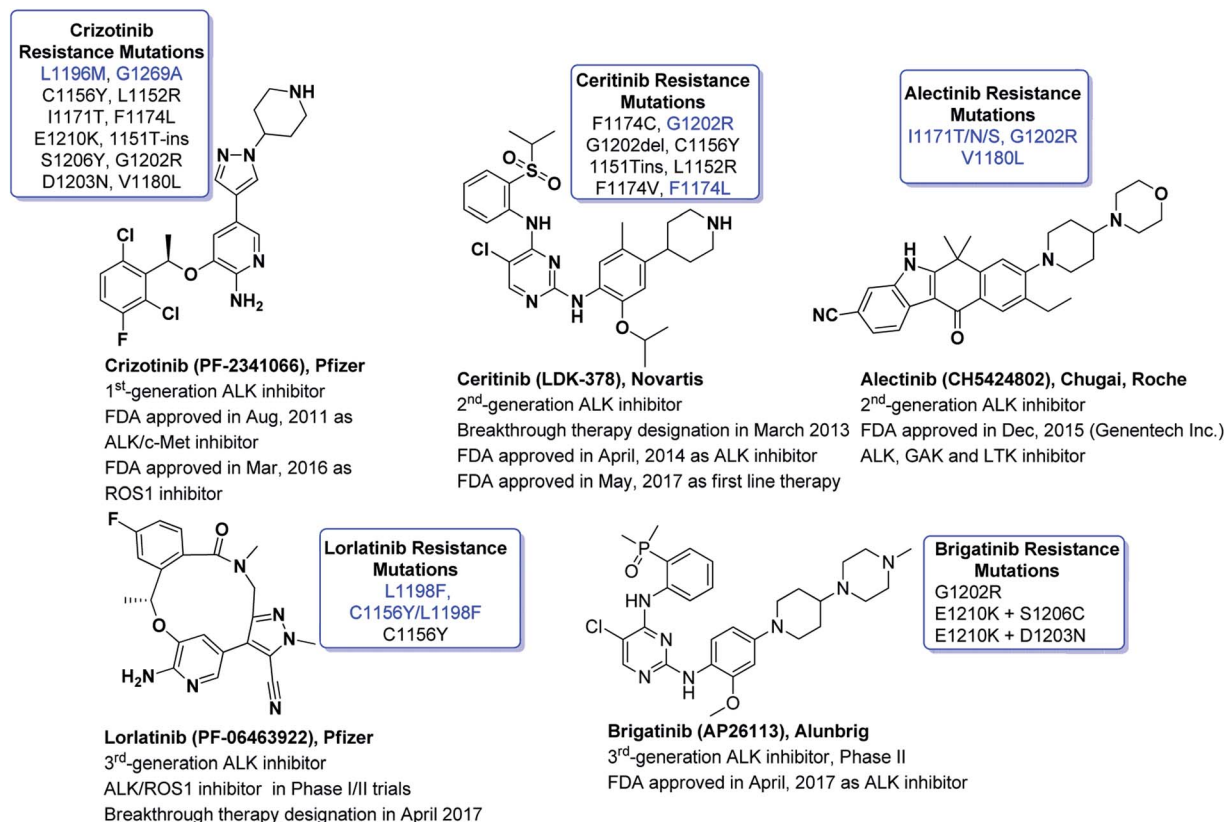 Crizotinib
Resistance Mutations
L1196M, G1269A
C1156Y, L1152R
I1171T, F1174L
E1210K, 1151T-ins
S1206Y, G1202R
D1203N, V1180L
NH
N
N
Cl
O
N
NH2
Cl
F
Crizotinib (PF-2341066), Pfizer
1st-generation ALK inhibitor
FDA approved in Aug, 2011 as
ALK/c-Met inhibitor
FDA approved in Mar, 2016 as
ROS1 inhibitor
Ceritinib Resistance
Mutations
F1174C, G1202R
G1202del, C1156Y
1151Tins, L1152R
F1174V, F1174L
O
S
O
NH
NH
Cl
N
N
N
H
O
Ceritinib (LDK-378), Novartis
2nd-generation ALK inhibitor
Breakthrough therapy designation in March 2013
FDA approved in April, 2014 as ALK inhibitor
FDA approved in May, 2017 as first line therapy
Alectinib Resistance
Mutations
I1171T/N/S, G1202R
V1180L
O
N
N
H
N
NC
O
Alectinib (CH5424802), Chugai, Roche
2nd-generation ALK inhibitor
FDA approved in Dec, 2015 (Genentech Inc.)
ALK, GAK and LTK inhibitor
F
O
N
O
N
N
H2N
N
N
Lorlatinib Resistance
Mutations
L1198F,
C1156Y/L1198F
C1156Y
Lorlatinib (PF-06463922), Pfizer
3rd-generation ALK inhibitor
ALK/ROS1 inhibitor in Phase I/II trials
Breakthrough therapy designation in April 2017
P
O
HN
Cl
N
N
N
H
O
N
N
N
Brigatinib Resistance
Mutations
G1202R
E1210K + S1206C
E1210K + D1203N
Brigatinib (AP26113), Alunbrig
3rd-generation ALK inhibitor, Phase II
FDA approved in April, 2017 as ALK inhibitor